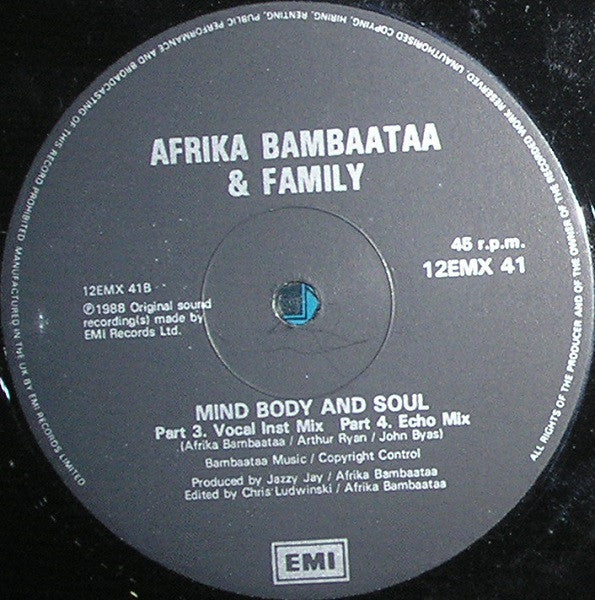 MANUFACTURED IN THE UK BY EMI RECORDS LIMITED
ALL RIGHTS OF THE PRODUCER AND OF THE OWNER OF THE RECORDED WORK RESERVED. UNAUTHORISED COPYING, HIRING, RENTING, PUBLIC PERFORMANCE AND BROADCASTING OF THIS RECORD PROHIBITED.
AFRIKA BAMBAATAA
& FAMILY
45 r.p.m.
12EMX 41
12EMX 41B
Ⓟ1988 Original sound
recording(s) made by
EMI Records Ltd.
MIND BODY AND SOUL
Part 3. Vocal Inst Mix Part 4. Echo Mix
(Afrika Bambaataa / Arthur Ryan / John Byas)
Bambaataa Music / Copyright Control
Produced by Jazzy Jay / Afrika Bambaataa
Edited by Chris Ludwinski / Afrika Bambaataa
EMI